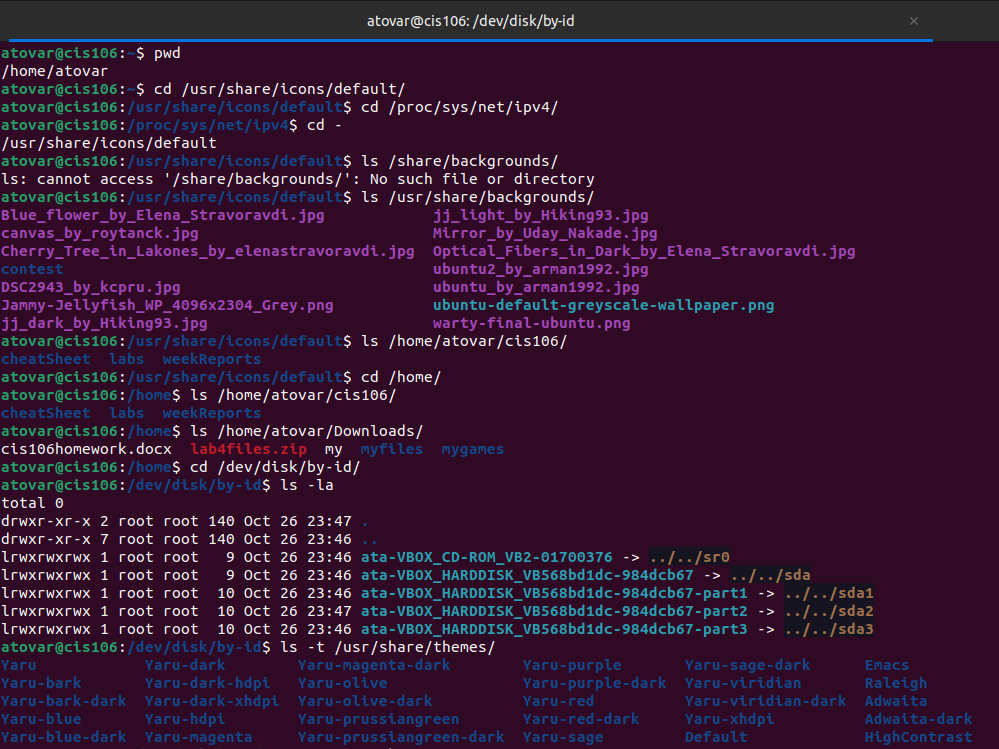 atovar@cis106: /dev/disk/by-id ×
atovar@cis106:~$ pwd
/home/atovar
atovar@cis106:~$ cd /usr/share/icons/default/
atovar@cis106:/usr/share/icons/default$ cd /proc/sys/net/ipv4/
atovar@cis106:/proc/sys/net/ipv4$ cd -
/usr/share/icons/default
atovar@cis106:/usr/share/icons/default$ ls /share/backgrounds/
ls: cannot access '/share/backgrounds/': No such file or directory
atovar@cis106:/usr/share/icons/default$ ls /usr/share/backgrounds/
Blue_flower_by_Elena_Stravoravdi.jpg jj_light_by_Hiking93.jpg
canvas_by_roytanck.jpg Mirror_by_Uday_Nakade.jpg
Cherry_Tree_in_Lakones_by_elenastravoravdi.jpg Optical_Fibers_in_Dark_by_Elena_Stravoravdi.jpg
contest ubuntu2_by_arman1992.jpg
DSC2943_by_kcpru.jpg ubuntu_by_arman1992.jpg
Jammy-Jellyfish_WP_4096x2304_Grey.png ubuntu-default-greyscale-wallpaper.png
jj_dark_by_Hiking93.jpg warty-final-ubuntu.png
atovar@cis106:/usr/share/icons/default$ ls /home/atovar/cis106/
cheatSheet labs weekReports
atovar@cis106:/usr/share/icons/default$ cd /home/
atovar@cis106:/home$ ls /home/atovar/cis106/
cheatSheet labs weekReports
atovar@cis106:/home$ ls /home/atovar/Downloads/
cis106homework.docx lab4files.zip my myfiles mygames
atovar@cis106:/home$ cd /dev/disk/by-id/
atovar@cis106:/dev/disk/by-id$ ls -la
total 0
drwxr-xr-x 2 root root 140 Oct 26 23:47 .
drwxr-xr-x 7 root root 140 Oct 26 23:46 ..
lrwxrwxrwx 1 root root 9 Oct 26 23:46 ata-VBOX_CD-ROM_VB2-01700376 -> ../../sr0
lrwxrwxrwx 1 root root 9 Oct 26 23:46 ata-VBOX_HARDDISK_VB568bd1dc-984dcb67 -> ../../sda
lrwxrwxrwx 1 root root 10 Oct 26 23:46 ata-VBOX_HARDDISK_VB568bd1dc-984dcb67-part1 -> ../../sda1
lrwxrwxrwx 1 root root 10 Oct 26 23:47 ata-VBOX_HARDDISK_VB568bd1dc-984dcb67-part2 -> ../../sda2
lrwxrwxrwx 1 root root 10 Oct 26 23:46 ata-VBOX_HARDDISK_VB568bd1dc-984dcb67-part3 -> ../../sda3
atovar@cis106:/dev/disk/by-id$ ls -t /usr/share/themes/
Yaru Yaru-dark Yaru-magenta-dark Yaru-purple Yaru-sage-dark Emacs
Yaru-bark Yaru-dark-hdpi Yaru-olive Yaru-purple-dark Yaru-viridian Raleigh
Yaru-bark-dark Yaru-dark-xhdpi Yaru-olive-dark Yaru-red Yaru-viridian-dark Adwaita
Yaru-blue Yaru-hdpi Yaru-prussiangreen Yaru-red-dark Yaru-xhdpi Adwaita-dark
Yaru-blue-dark Yaru-magenta Yaru-prussiangreen-dark Yaru-sage Default HighContrast